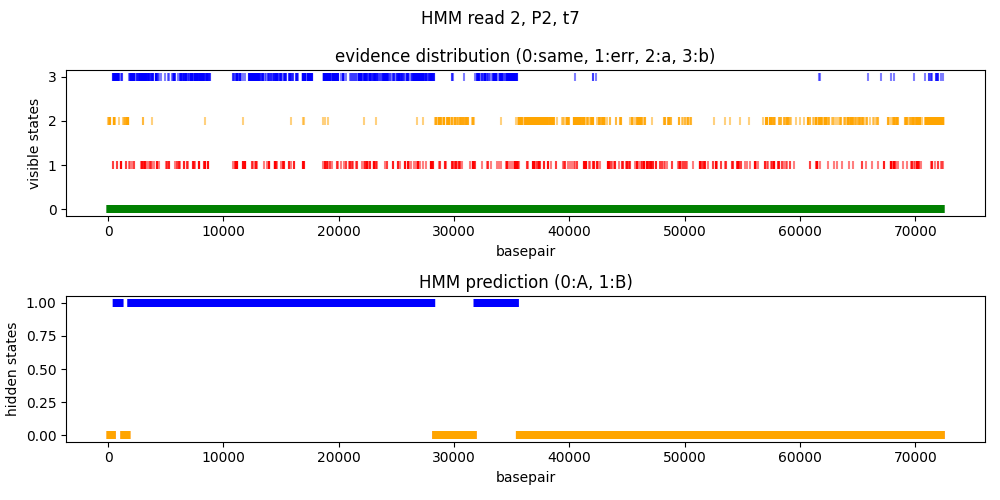 HMM read 2, P2, t7
evidence distribution (0:same, 1:err, 2:a, 3:b)
visible states
3
2
1
0
0 10000 20000 30000 40000 50000 60000 70000
basepair
HMM prediction (0:A, 1:B)
hidden states
1.00
0.75
0.50
0.25
0.00
0 10000 20000 30000 40000 50000 60000 70000
basepair